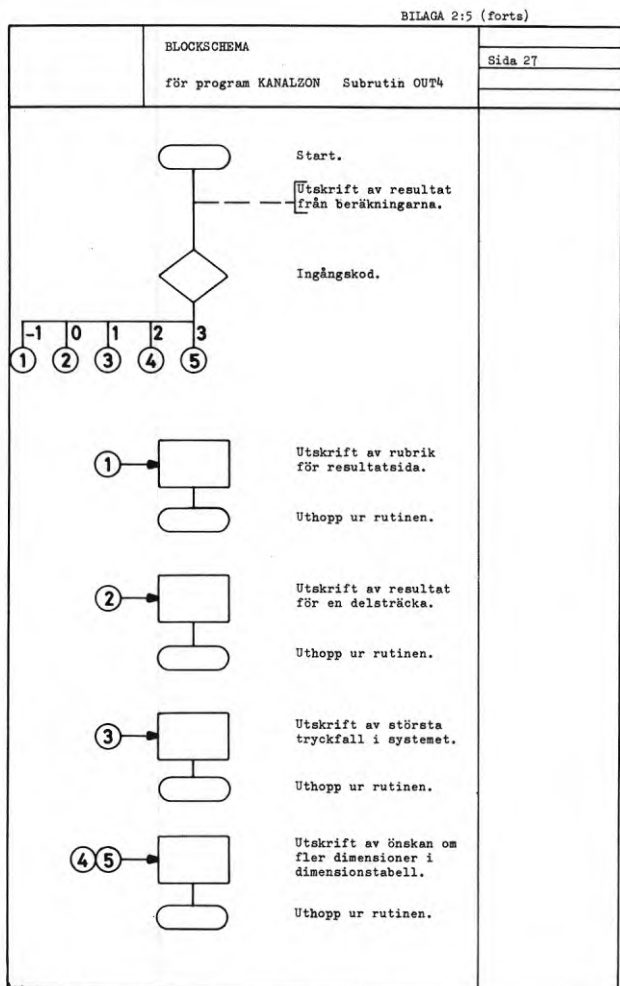 BILAGA 2:5 (forts)
BLOCKSCHEMA
Sida 27
för program KANALZON Subrutin OUT4
Start.
Utskrift av resultat
från beräkningarna.
Ingångskod.
-1 0 1 2 3
1 2 3 4 5
1
Utskrift av rubrik
för resultatsida.
Uthopp ur rutinen.
2
Utskrift av resultat
för en delsträcka.
Uthopp ur rutinen.
3
Utskrift av största
tryckfall i systemet.
Uthopp ur rutinen.
4 5
Utskrift av önskan om
fler dimensioner i
dimensionstabell.
Uthopp ur rutinen.